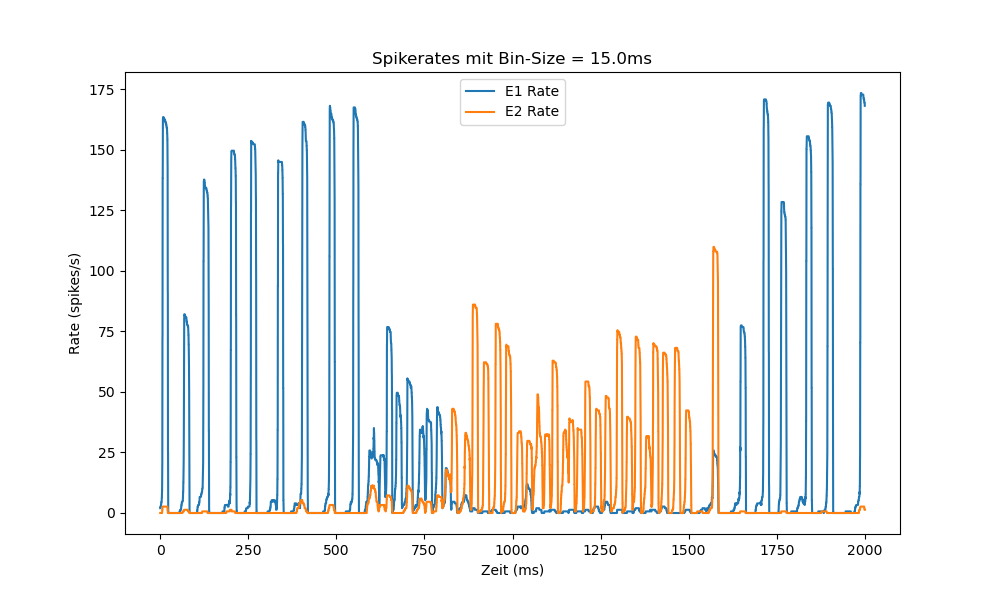 Spikerates mit Bin-Size = 15.0ms
E1 Rate
E2 Rate
175
150
125
100
75
50
25
0
Rate (spikes/s)
0 250 500 750 1000 1250 1500 1750 2000
Zeit (ms)